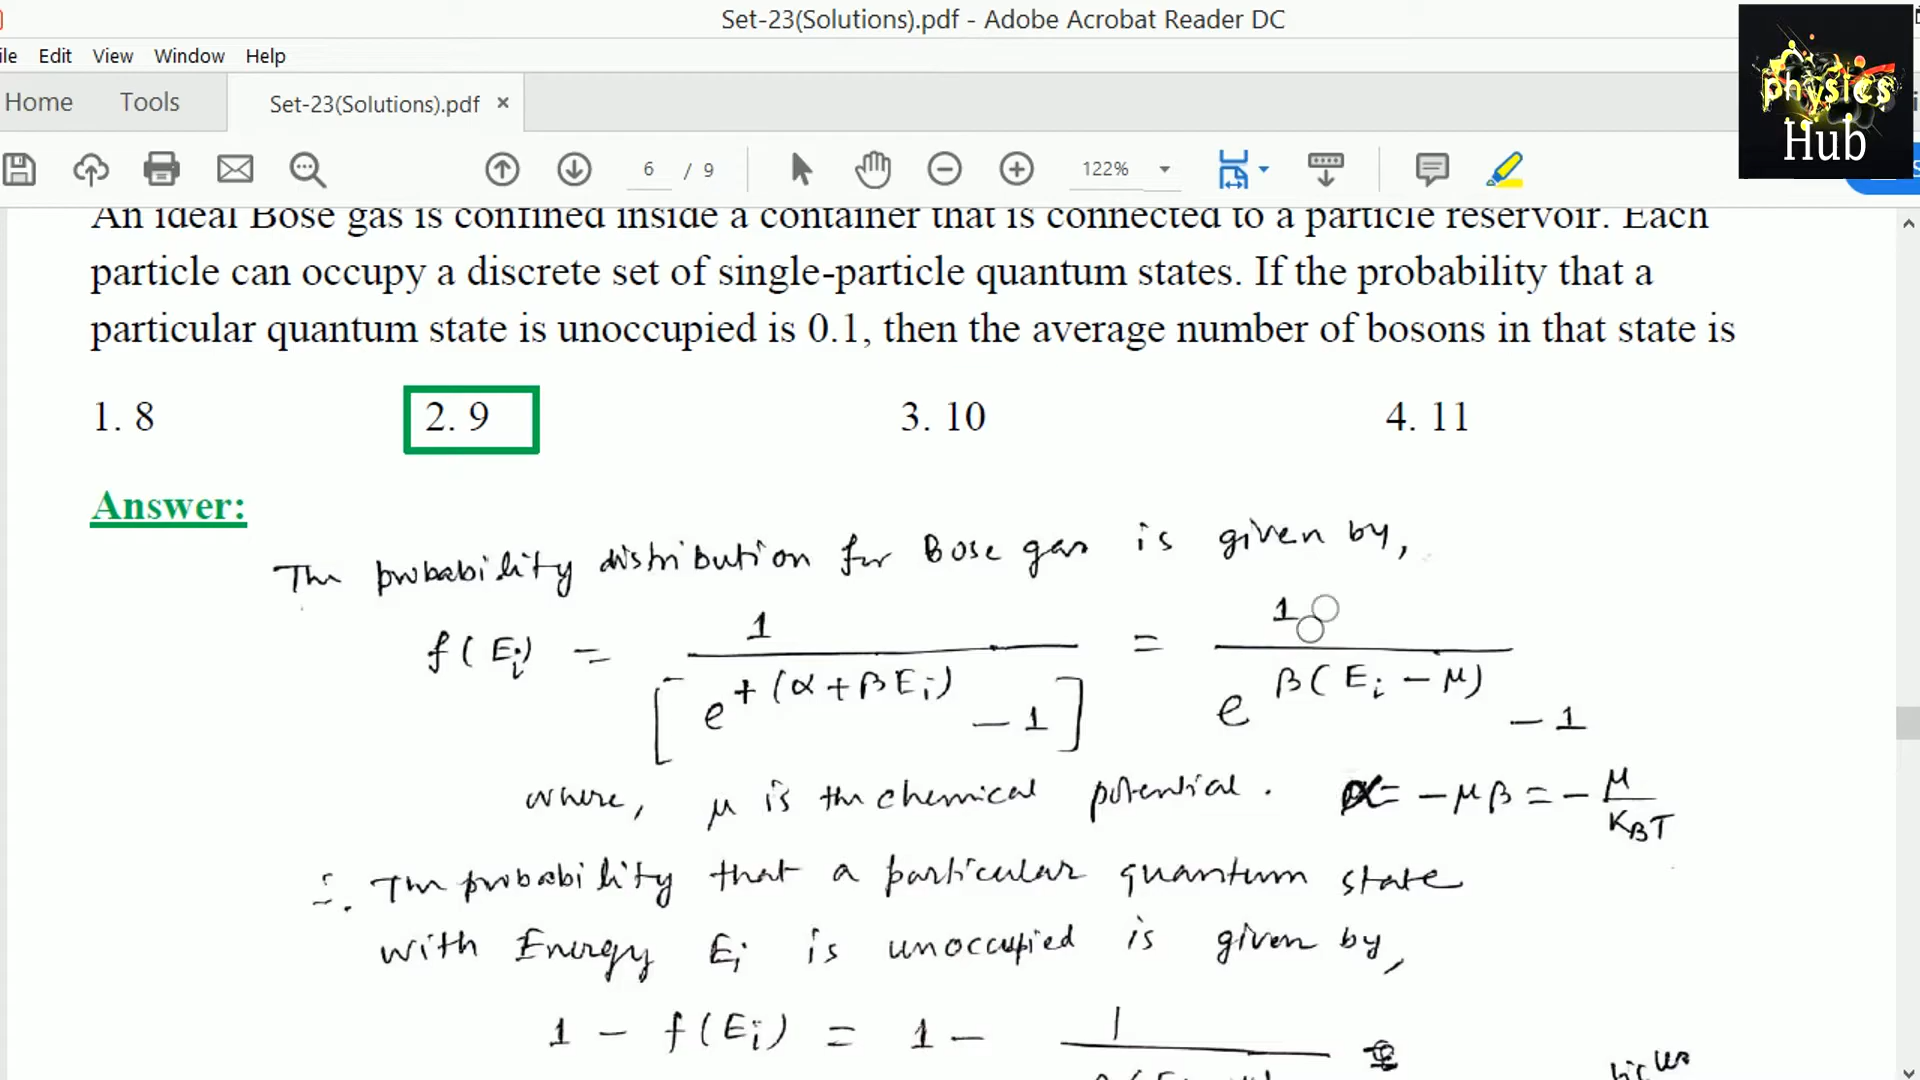 Set-23(Solutions).pdf - Adobe Acrobat Reader DC
ile Edit View Window Help
Home Tools Set-23(Solutions).pdf ×
6 / 9 122%
physics
Hub
An ideal Bose gas is confined inside a container that is connected to a particle reservoir. Each
particle can occupy a discrete set of single-particle quantum states. If the probability that a
particular quantum state is unoccupied is 0.1, then the average number of bosons in that state is
1. 8 2. 9 3. 10 4. 11
Answer:
The probability distribution for Bose gas is given by,
f(Ei) = 1 / [e^+(α+βEi) - 1] = 1 / e^β(Ei - μ) - 1
where, μ is the chemical potential. α = - μβ = - μ / KBT
∴ The probability that a particular quantum state
with Energy Ei is unoccupied is given by,
1 - f(Ei) = 1 - 1